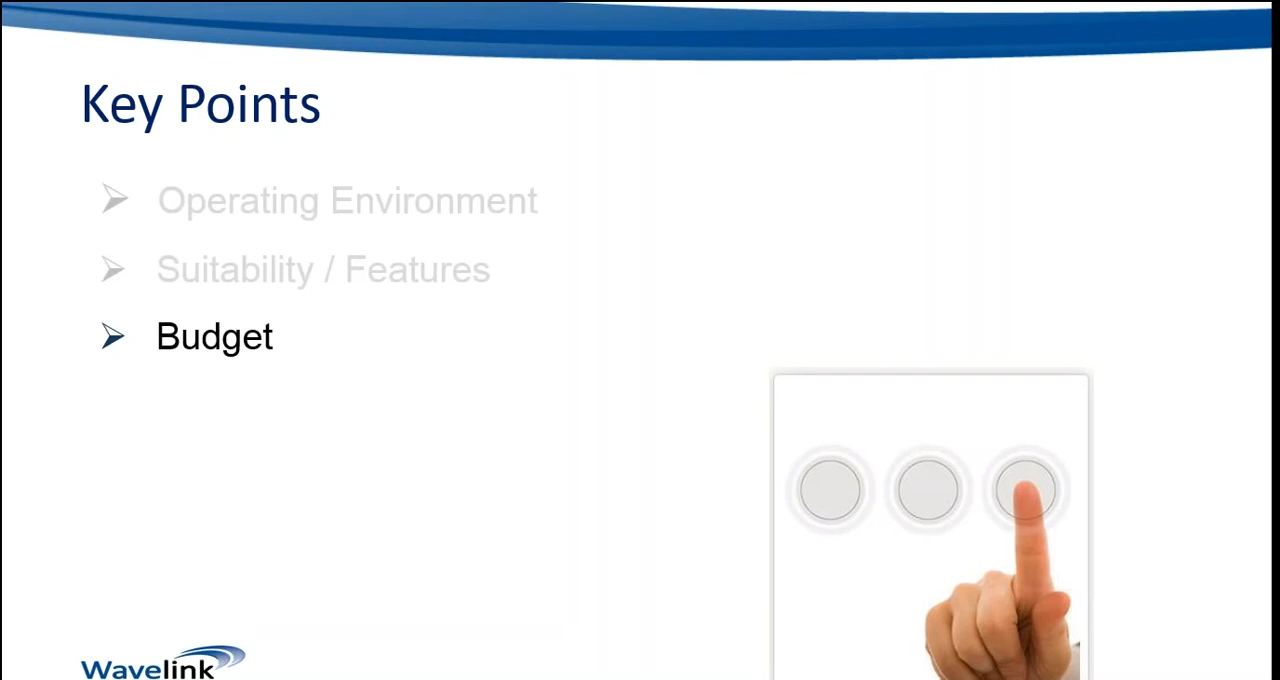 Key Points
Operating Environment
Suitability / Features
Budget
Wavelink